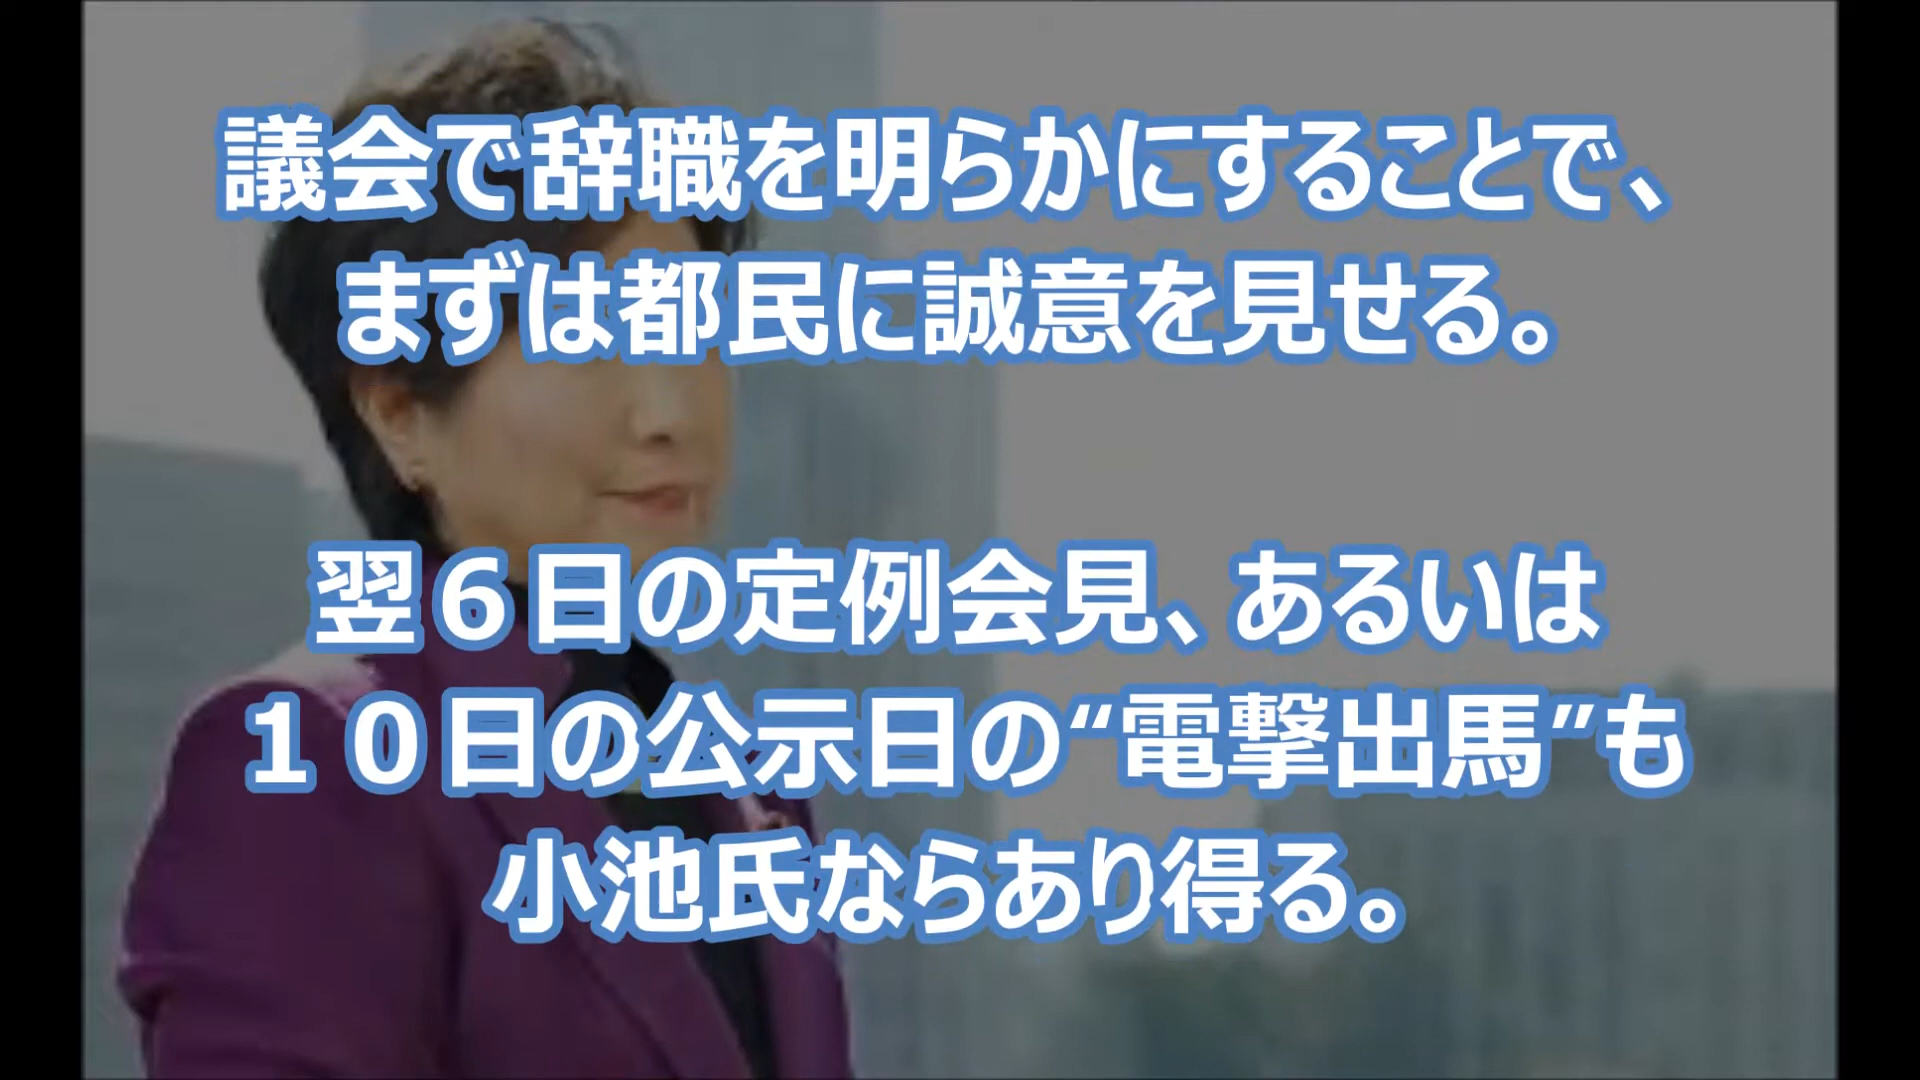 議会で辞職を明らかにすることで、
まずは都民に誠意を見せる。
翌６日の定例会見、あるいは
１０日の公示日の“電撃出馬”も
小池氏ならあり得る。